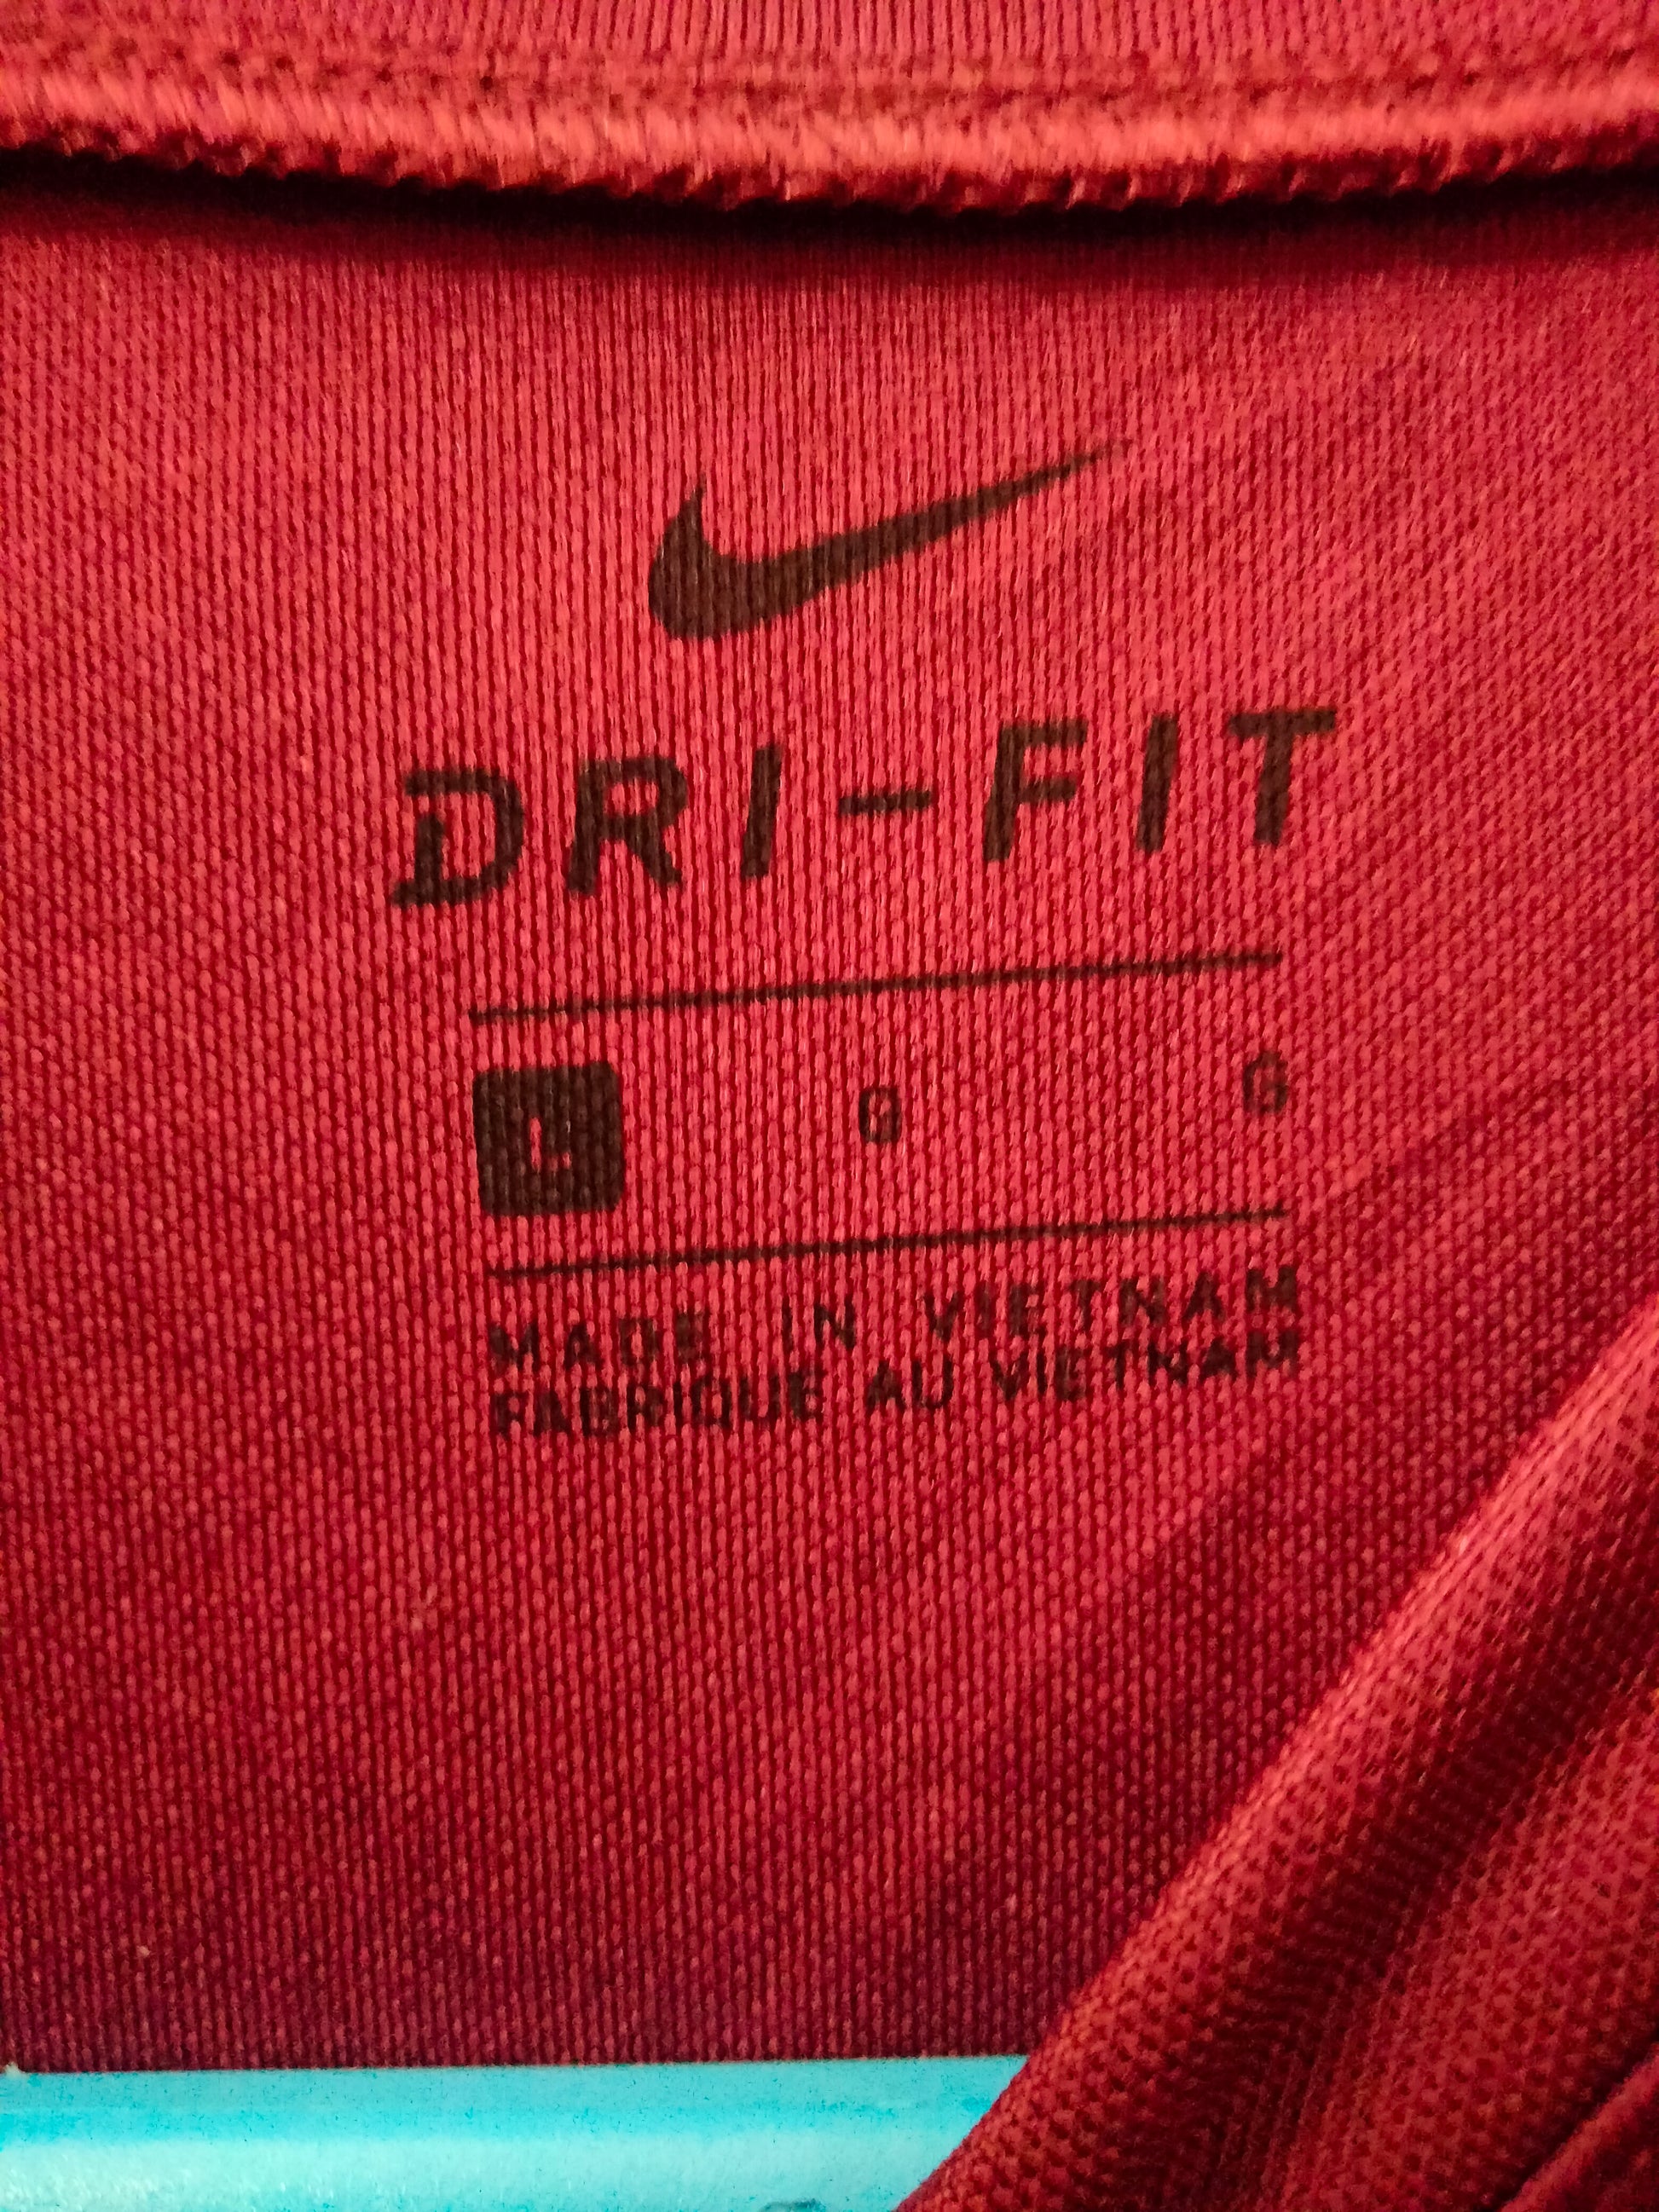 DRI-FIT
L G G
MADE IN VIETNAM
FABRIQUE AU VIETNAM